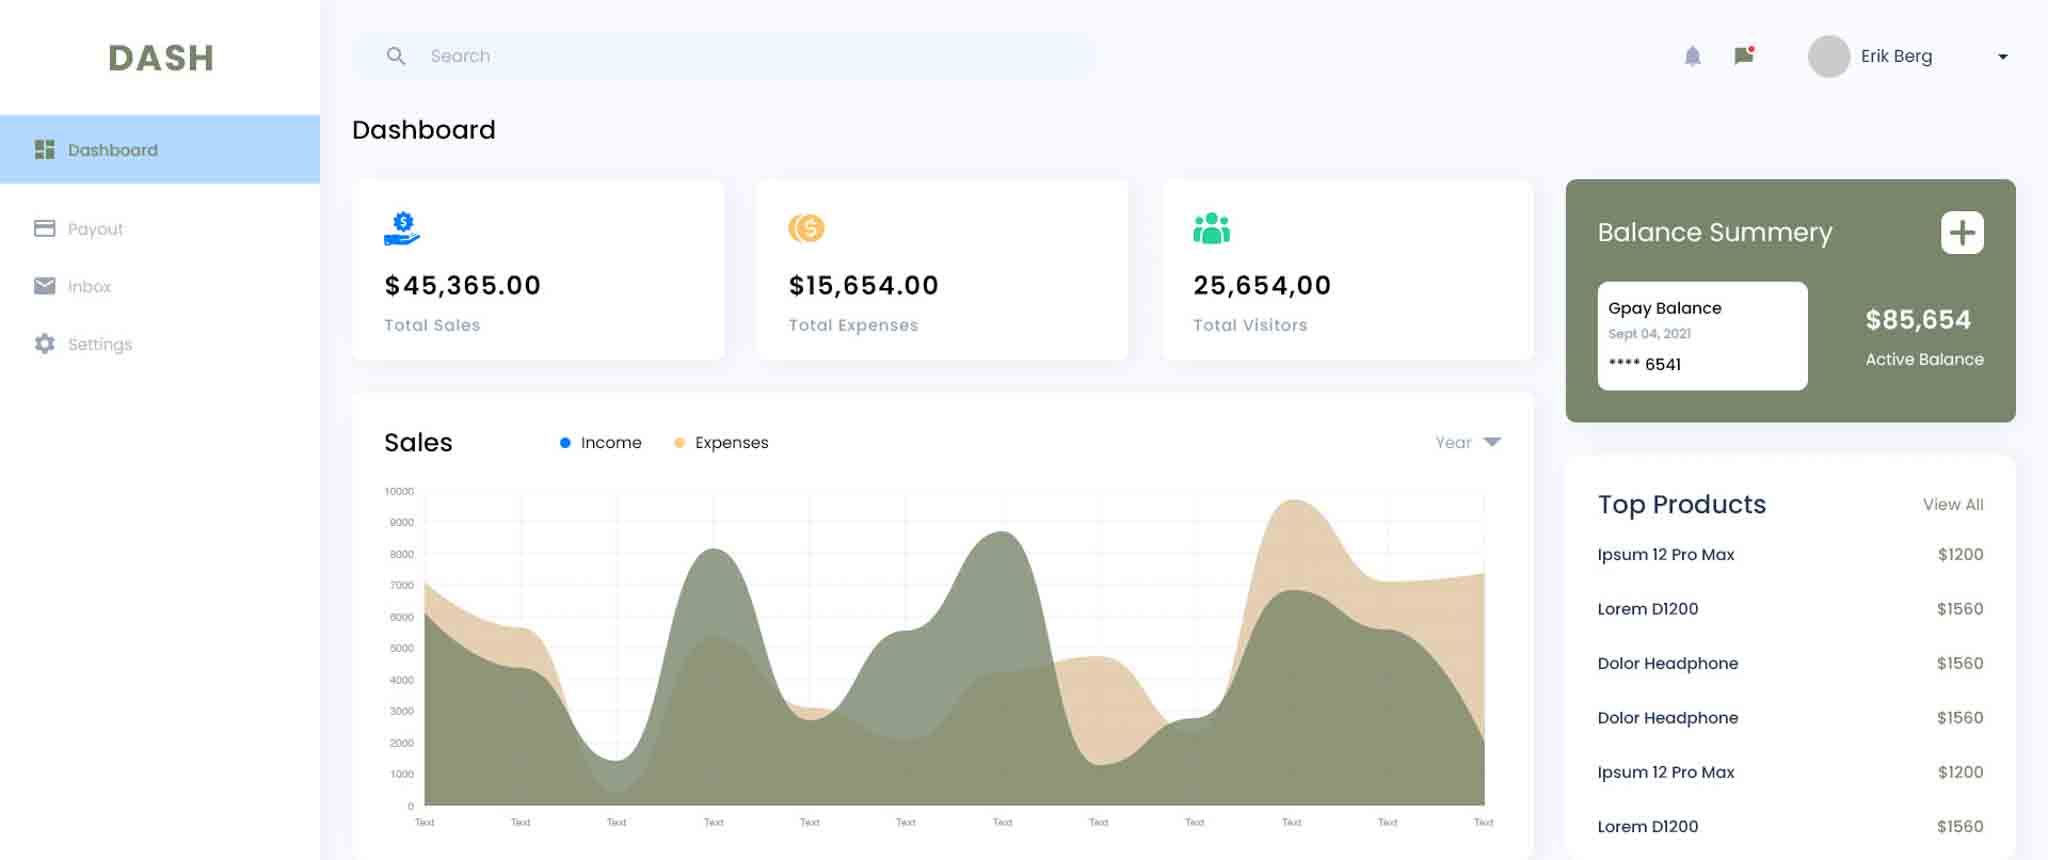 DASH
Dashboard
Payout
Inbox
Settings
Search
Erik Berg
Dashboard
$45,365.00
Total Sales
$15,654.00
Total Expenses
25,654,00
Total Visitors
Balance Summery
Gpay Balance
Sept 04, 2021
**** 6541
$85,654
Active Balance
Sales
Income
Expenses
Year
10000
9000
8000
7000
6000
5000
4000
3000
2000
1000
0
Text Text Text Text Text Text Text Text Text Text Text Text
Top Products
View All
Ipsum 12 Pro Max $1200
Lorem D1200 $1560
Dolor Headphone $1560
Dolor Headphone $1560
Ipsum 12 Pro Max $1200
Lorem D1200 $1560